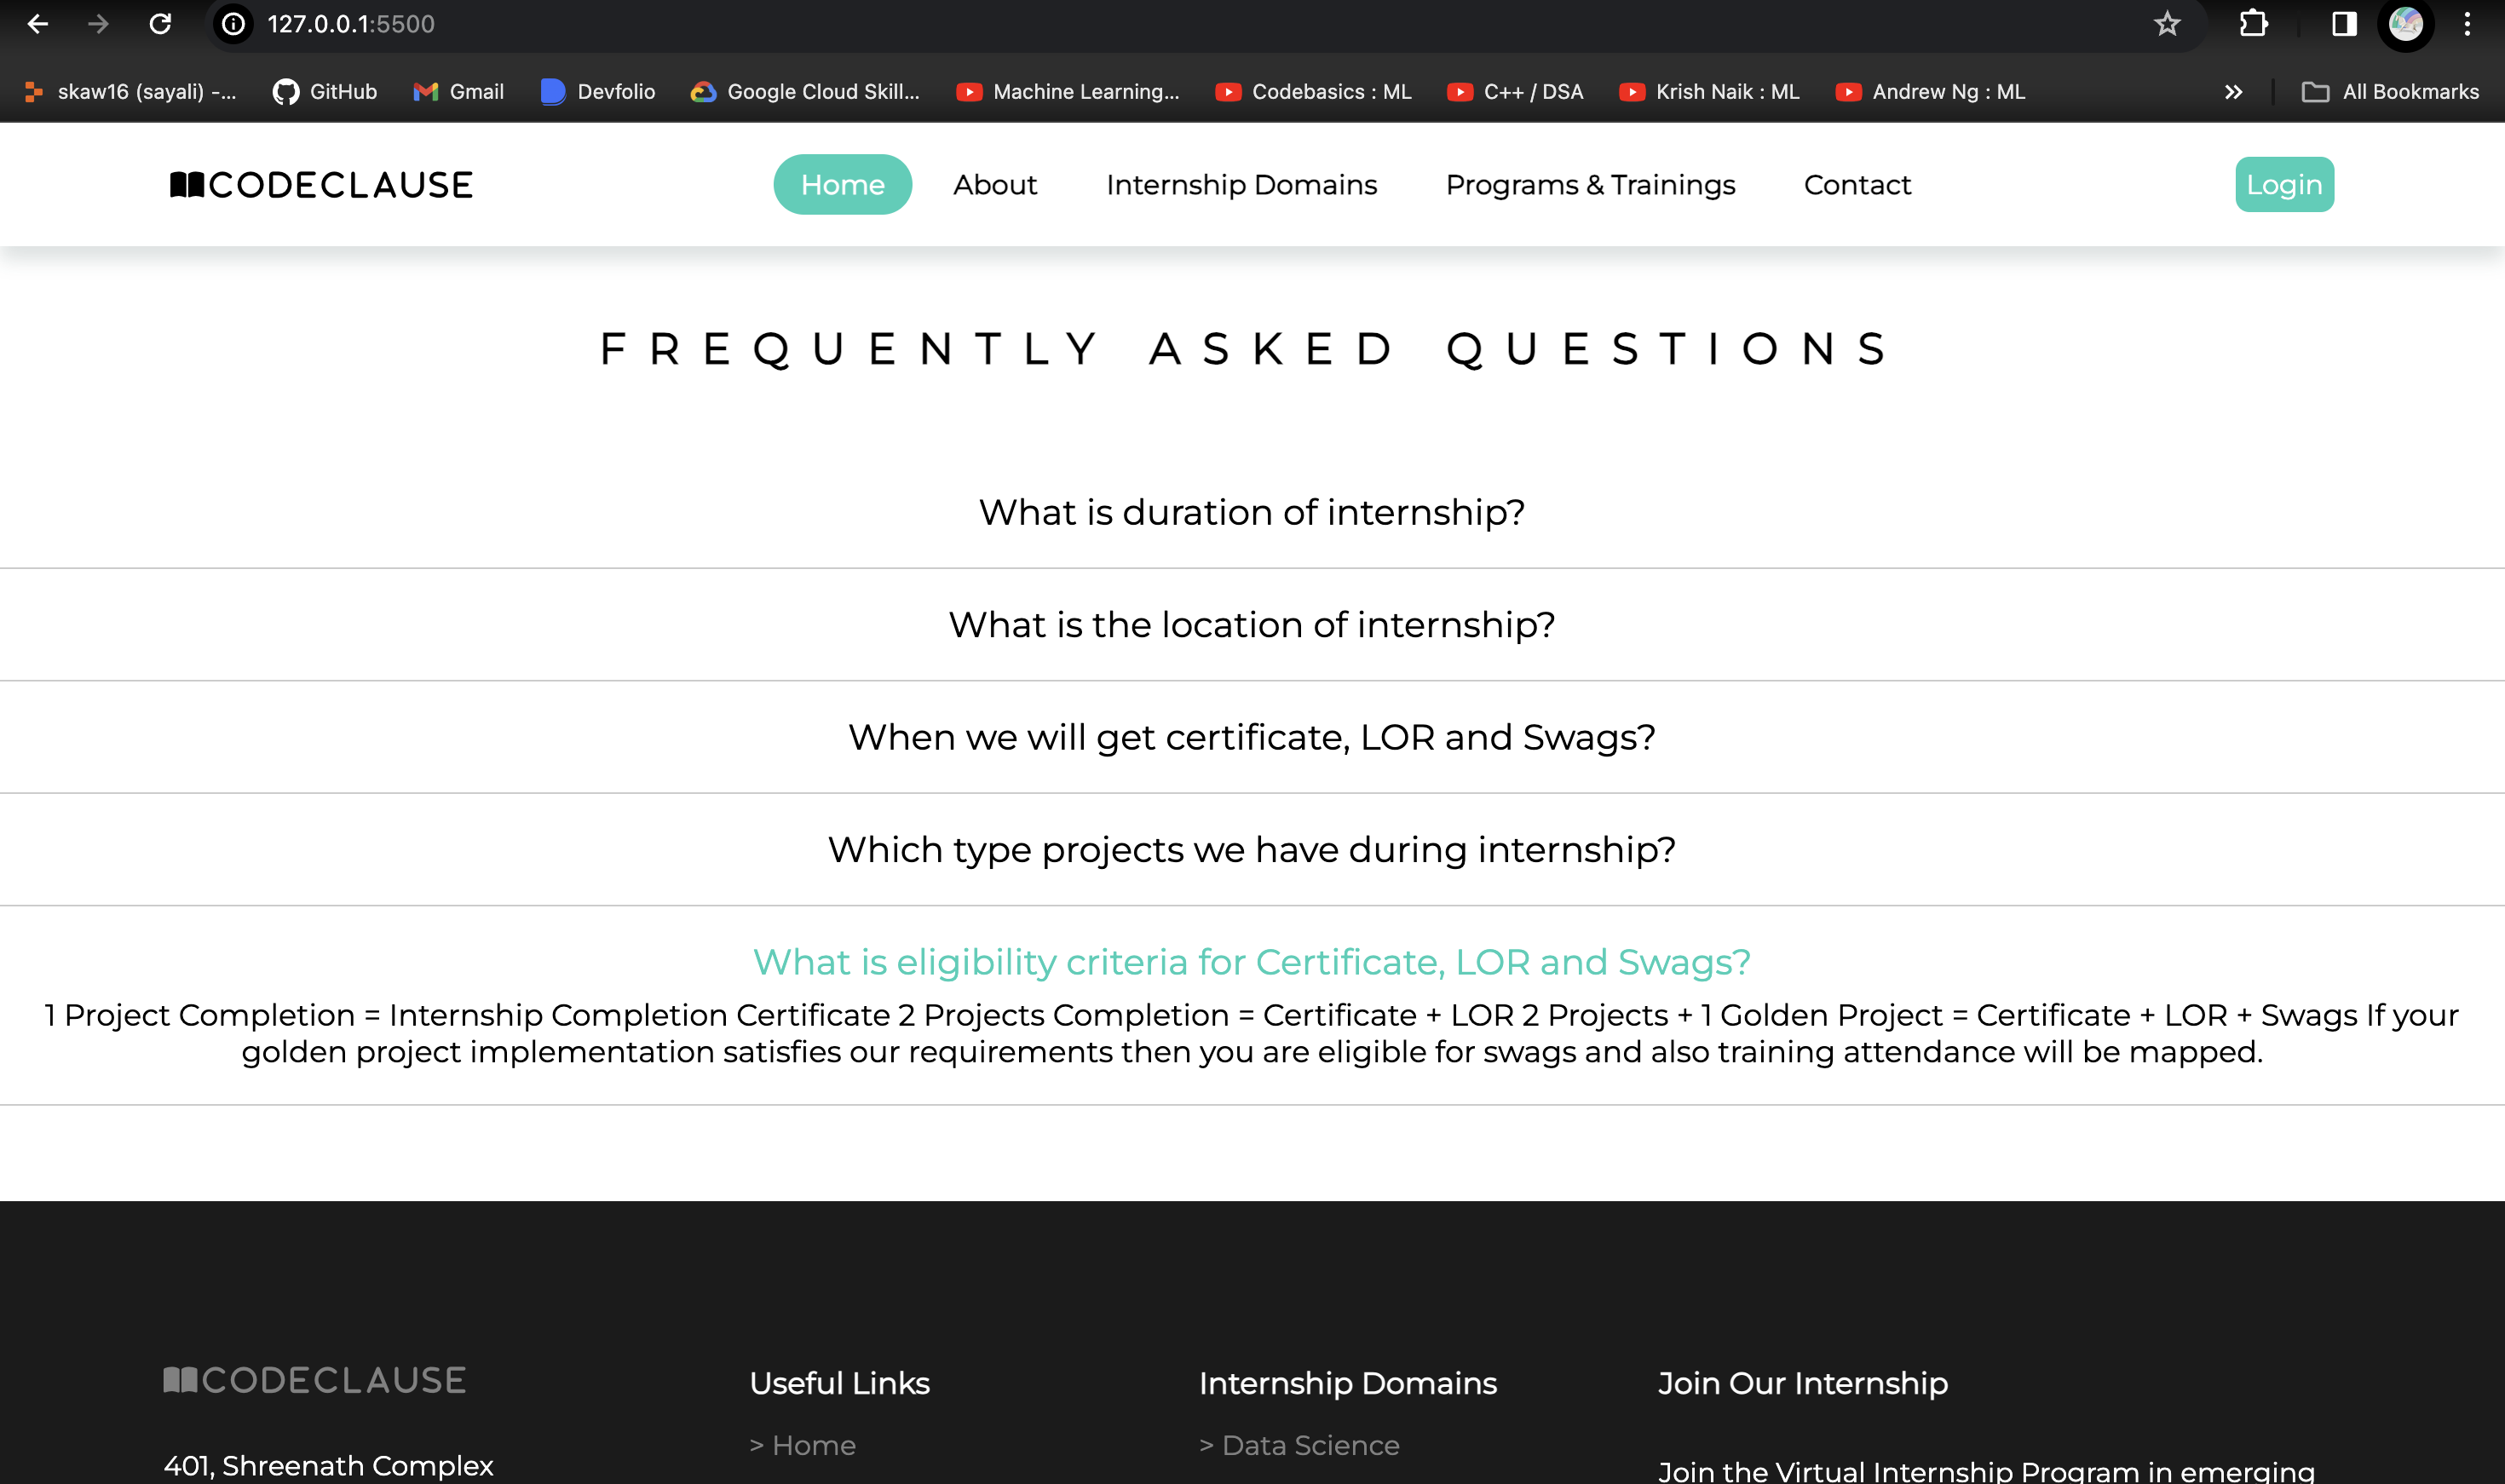 127.0.0.1:5500
skaw16 (sayali) -... GitHub Gmail Devfolio Google Cloud Skill... Machine Learning... Codebasics : ML C++ / DSA Krish Naik : ML Andrew Ng : ML » All Bookmarks
CODECLAUSE Home About Internship Domains Programs & Trainings Contact Login
FREQUENTLY ASKED QUESTIONS
What is duration of internship?
What is the location of internship?
When we will get certificate, LOR and Swags?
Which type projects we have during internship?
What is eligibility criteria for Certificate, LOR and Swags?
1 Project Completion = Internship Completion Certificate 2 Projects Completion = Certificate + LOR 2 Projects + 1 Golden Project = Certificate + LOR + Swags If your
golden project implementation satisfies our requirements then you are eligible for swags and also training attendance will be mapped.
CODECLAUSE
401, Shreenath Complex
Useful Links
> Home
Internship Domains
> Data Science
Join Our Internship
Join the Virtual Internship Program in emerging